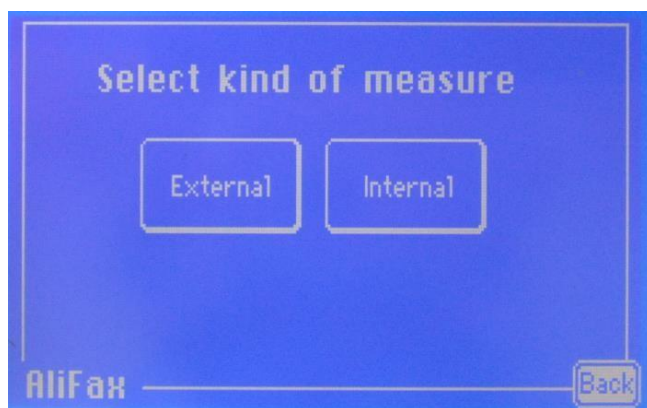 Select kind of measure
External
Internal
AliFax
Back